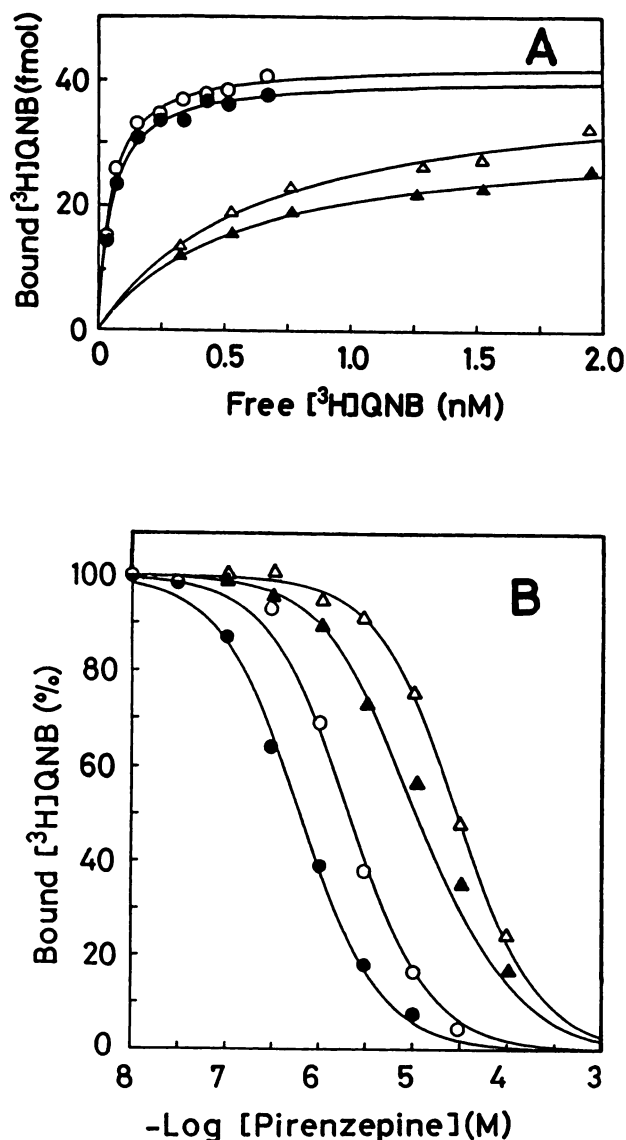 A
Bound [³H]QNB (fmol)
40
20
0
0 0.5 1.0 1.5 2.0
Free [³H]QNB (nM)
B
Bound [³H]QNB (%)
100
80
60
40
20
0
8 7 6 5 4 3
-Log [Pirenzepine](M)